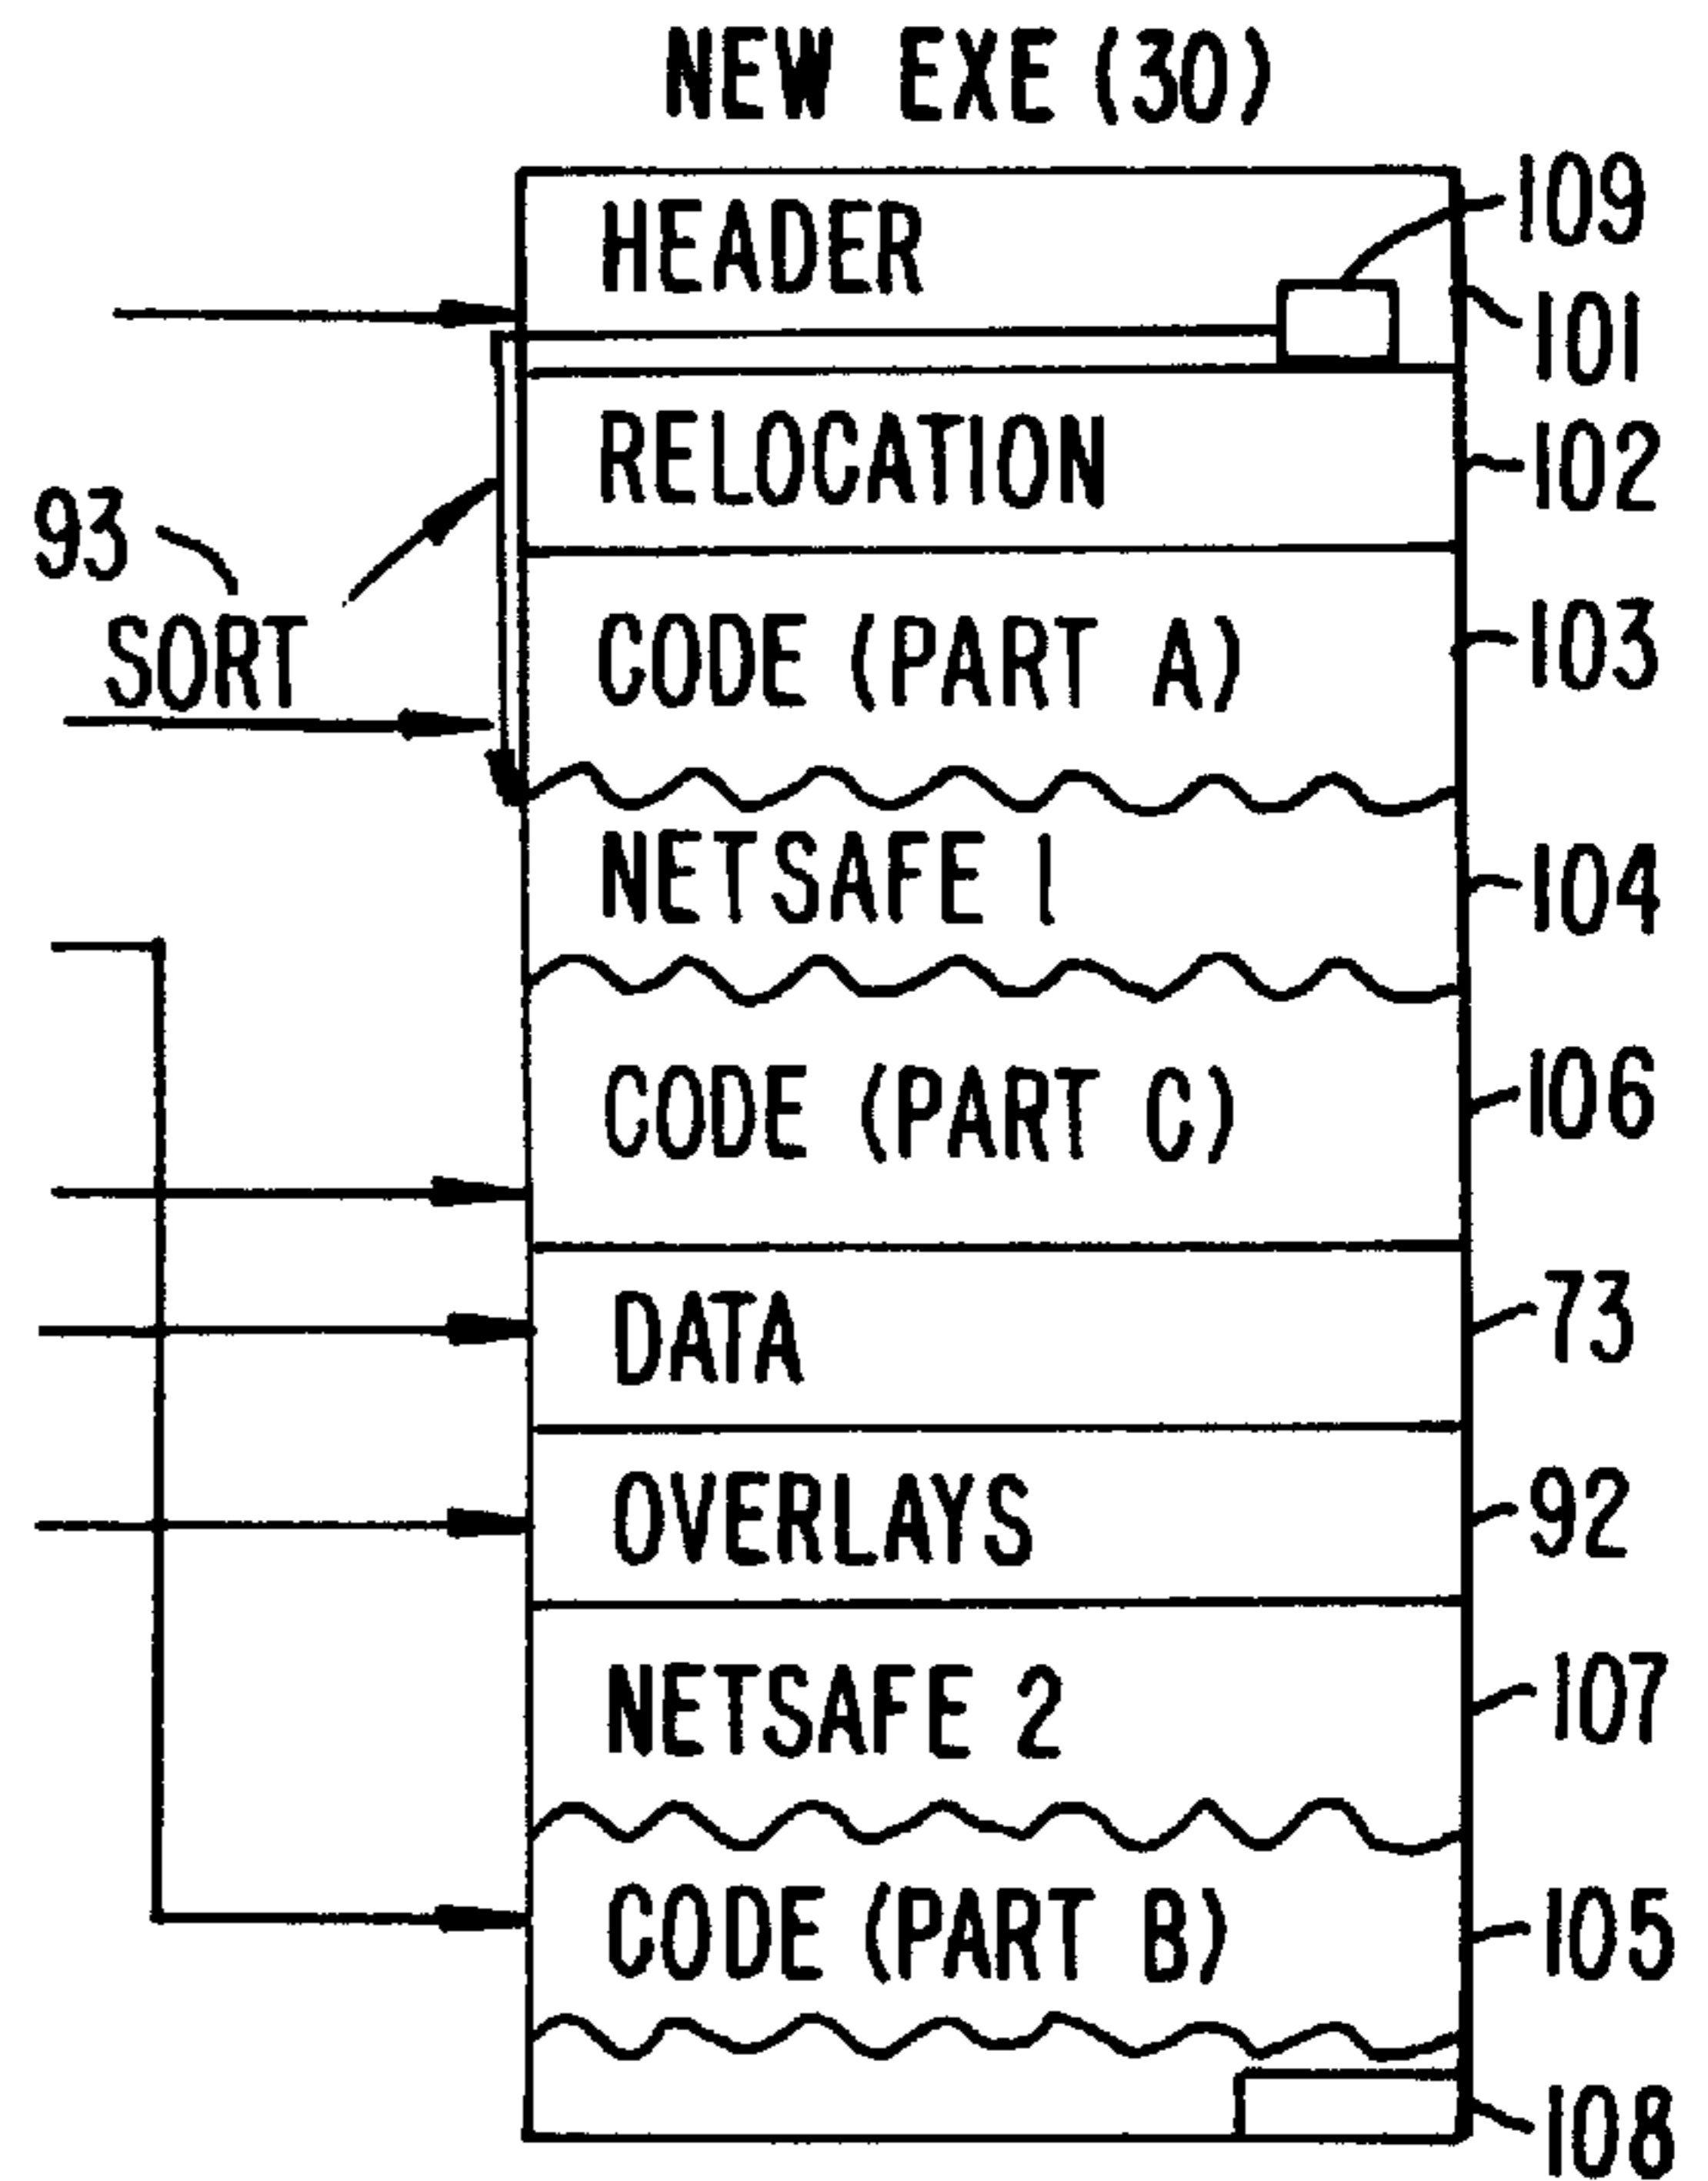 NEW EXE (30)
HEADER
109
101
RELOCATION
102
93
SORT
CODE (PART A)
103
NETSAFE 1
104
CODE (PART C)
106
DATA
73
OVERLAYS
92
NETSAFE 2
107
CODE (PART B)
105
108